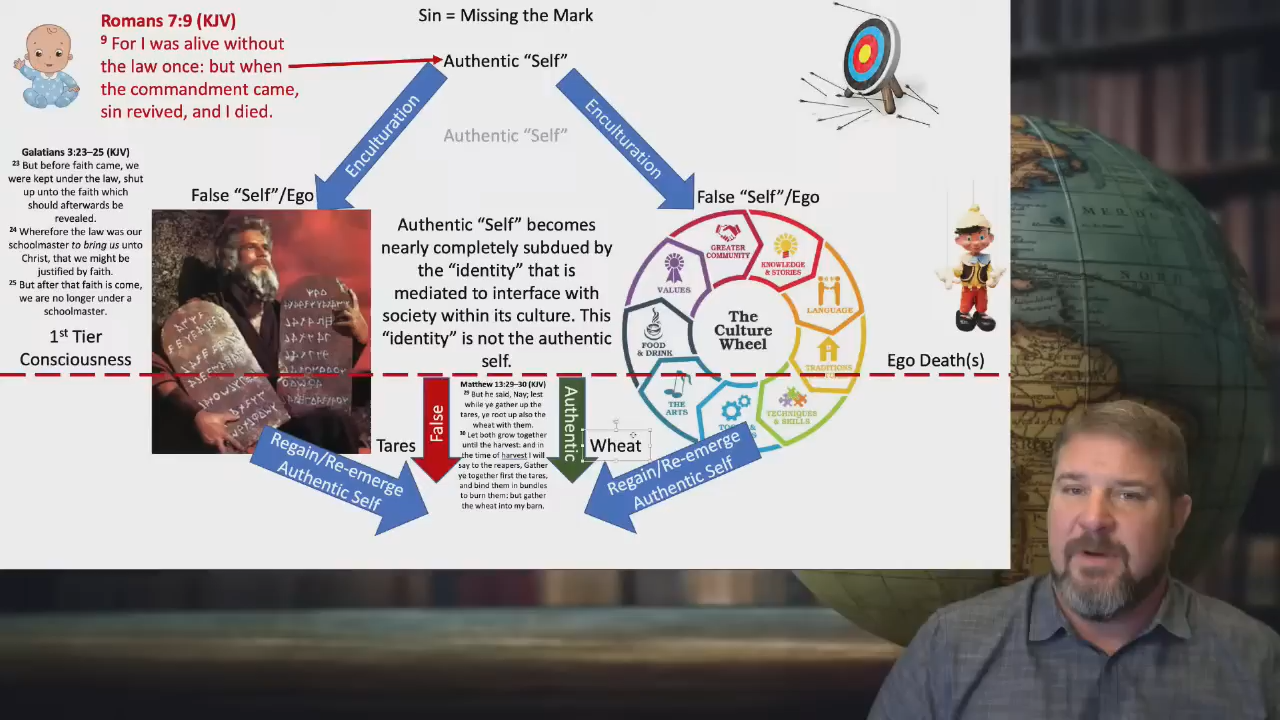 Romans 7:9 (KJV)
9 For I was alive without
the law once: but when
the commandment came,
sin revived, and I died.
Sin = Missing the Mark
Authentic “Self”
Enculturation
Enculturation
Authentic “Self”
Galatians 3:23–25 (KJV)
23 But before faith came, we
were kept under the law, shut
up unto the faith which
should afterwards be
revealed.
24 Wherefore the law was our
schoolmaster to bring us unto
Christ, that we might be
justified by faith.
25 But after that faith is come,
we are no longer under a
schoolmaster.
1st Tier
Consciousness
False “Self”/Ego
Authentic “Self” becomes
nearly completely subdued by
the “identity” that is
mediated to interface with
society within its culture. This
“identity” is not the authentic
self.
False “Self”/Ego
The
Culture
Wheel
GREATER
COMMUNITY
KNOWLEDGE
& STORIES
LANGUAGE
TRADITIONS
TECHNIQUES
& SKILLS
THE
ARTS
FOOD
& DRINK
VALUES
Ego Death(s)
Tares
False
Matthew 13:29–30 (KJV)
29 But he said, Nay; lest
while ye gather up the
tares, ye root up also the
wheat with them.
30 Let both grow together
until the harvest: and in
the time of harvest I will
say to the reapers, Gather
ye together first the tares,
and bind them in bundles
to burn them: but gather
the wheat into my barn.
Authentic
Wheat
Regain/Re-emerge
Authentic Self
Regain/Re-emerge
Authentic Self
MER DE
NORD